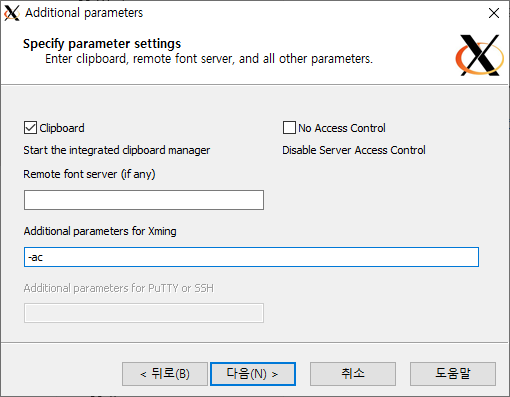 Additional parameters
Specify parameter settings
Enter clipboard, remote font server, and all other parameters.
Clipboard
No Access Control
Start the integrated clipboard manager
Disable Server Access Control
Remote font server (if any)
Additional parameters for Xming
-ac
Additional parameters for PuTTY or SSH
< 뒤로(B)
다음(N) >
취소
도움말